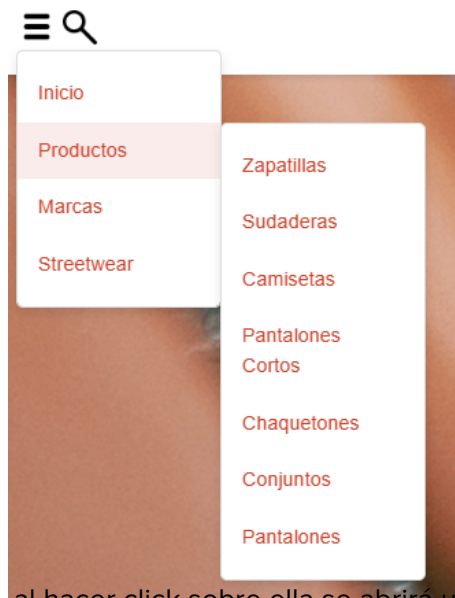 Inicio
Productos
Marcas
Streetwear
Zapatillas
Sudaderas
Camisetas
Pantalones
Cortos
Chaquetones
Conjuntos
Pantalones
al hacer click sobre ella se abrirá